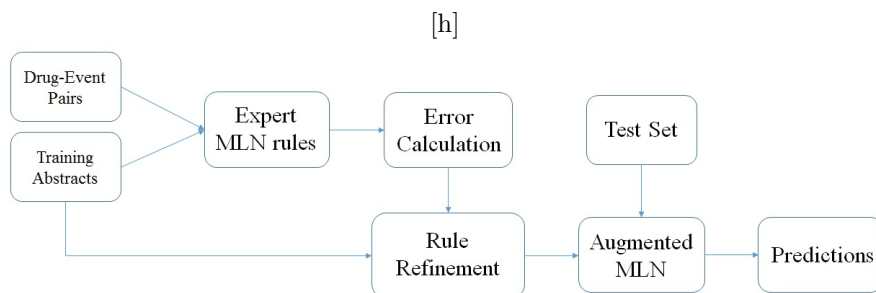 [h]
Drug-Event
Pairs
Training
Abstracts
Expert
MLN rules
Error
Calculation
Test Set
Rule
Refinement
Augmented
MLN
Predictions